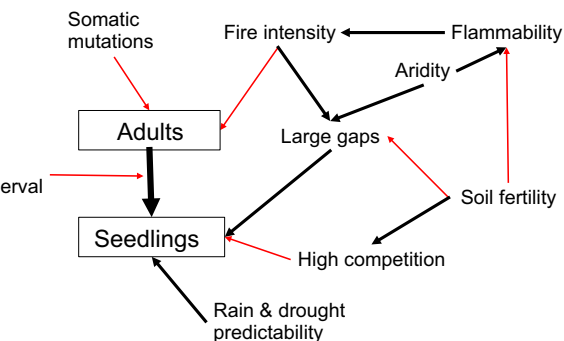 Somatic
mutations
Fire intensity
Flammability
Aridity
Adults
Large gaps
erval
Soil fertility
Seedlings
High competition
Rain & drought
predictability